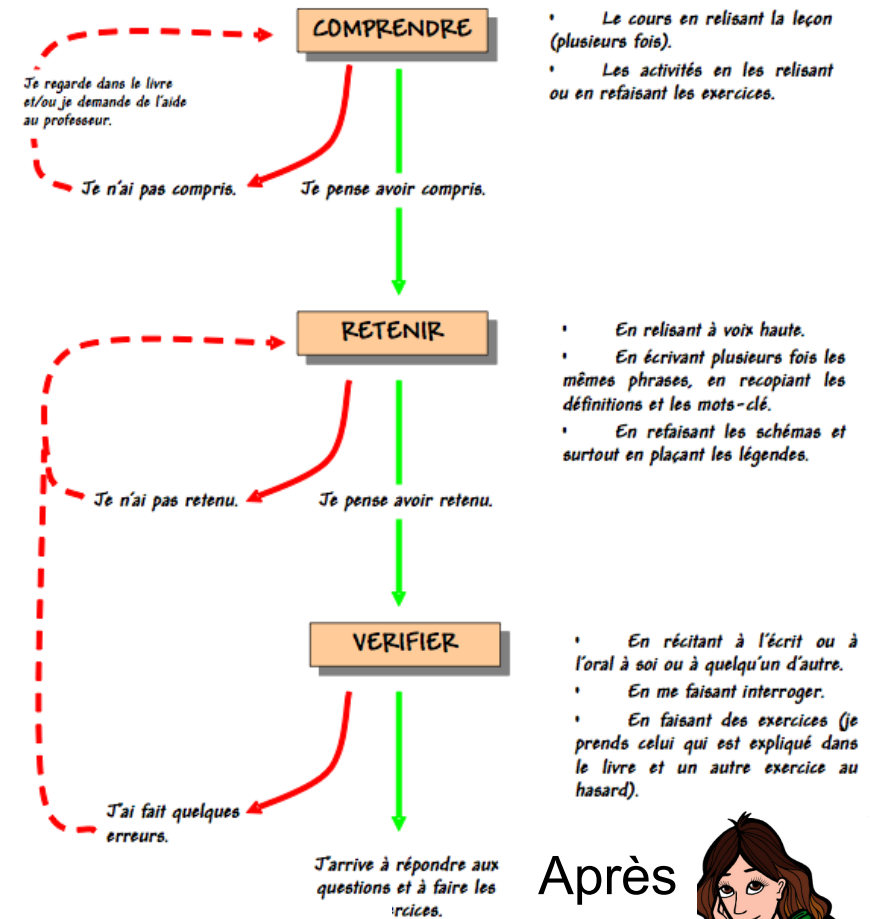 COMPRENDRE
• Le cours en relisant la leçon
(plusieurs fois).
• Les activités en les relisant
ou en refaisant les exercices.
Je regarde dans le livre
et/ou je demande de l'aide
au professeur.
Je n'ai pas compris.
Je pense avoir compris.
RETENIR
• En relisant à voix haute.
• En écrivant plusieurs fois les
mêmes phrases, en recopiant les
définitions et les mots-clé.
• En refaisant les schémas et
surtout en plaçant les légendes.
Je n'ai pas retenu.
Je pense avoir retenu.
VERIFIER
• En récitant à l'écrit ou à
l'oral à soi ou à quelqu'un d'autre.
• En me faisant interroger.
• En faisant des exercices (je
prends celui qui est expliqué dans
le livre et un autre exercice au
hasard).
J'ai fait quelques
erreurs.
J'arrive à répondre aux
questions et à faire les
rcices.
Après